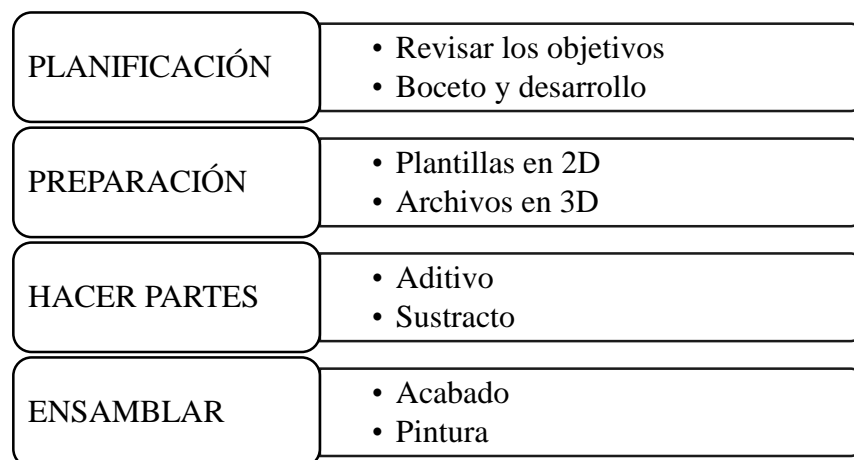 PLANIFICACIÓN
• Revisar los objetivos
• Boceto y desarrollo
PREPARACIÓN
• Plantillas en 2D
• Archivos en 3D
HACER PARTES
• Aditivo
• Sustracto
ENSAMBLAR
• Acabado
• Pintura